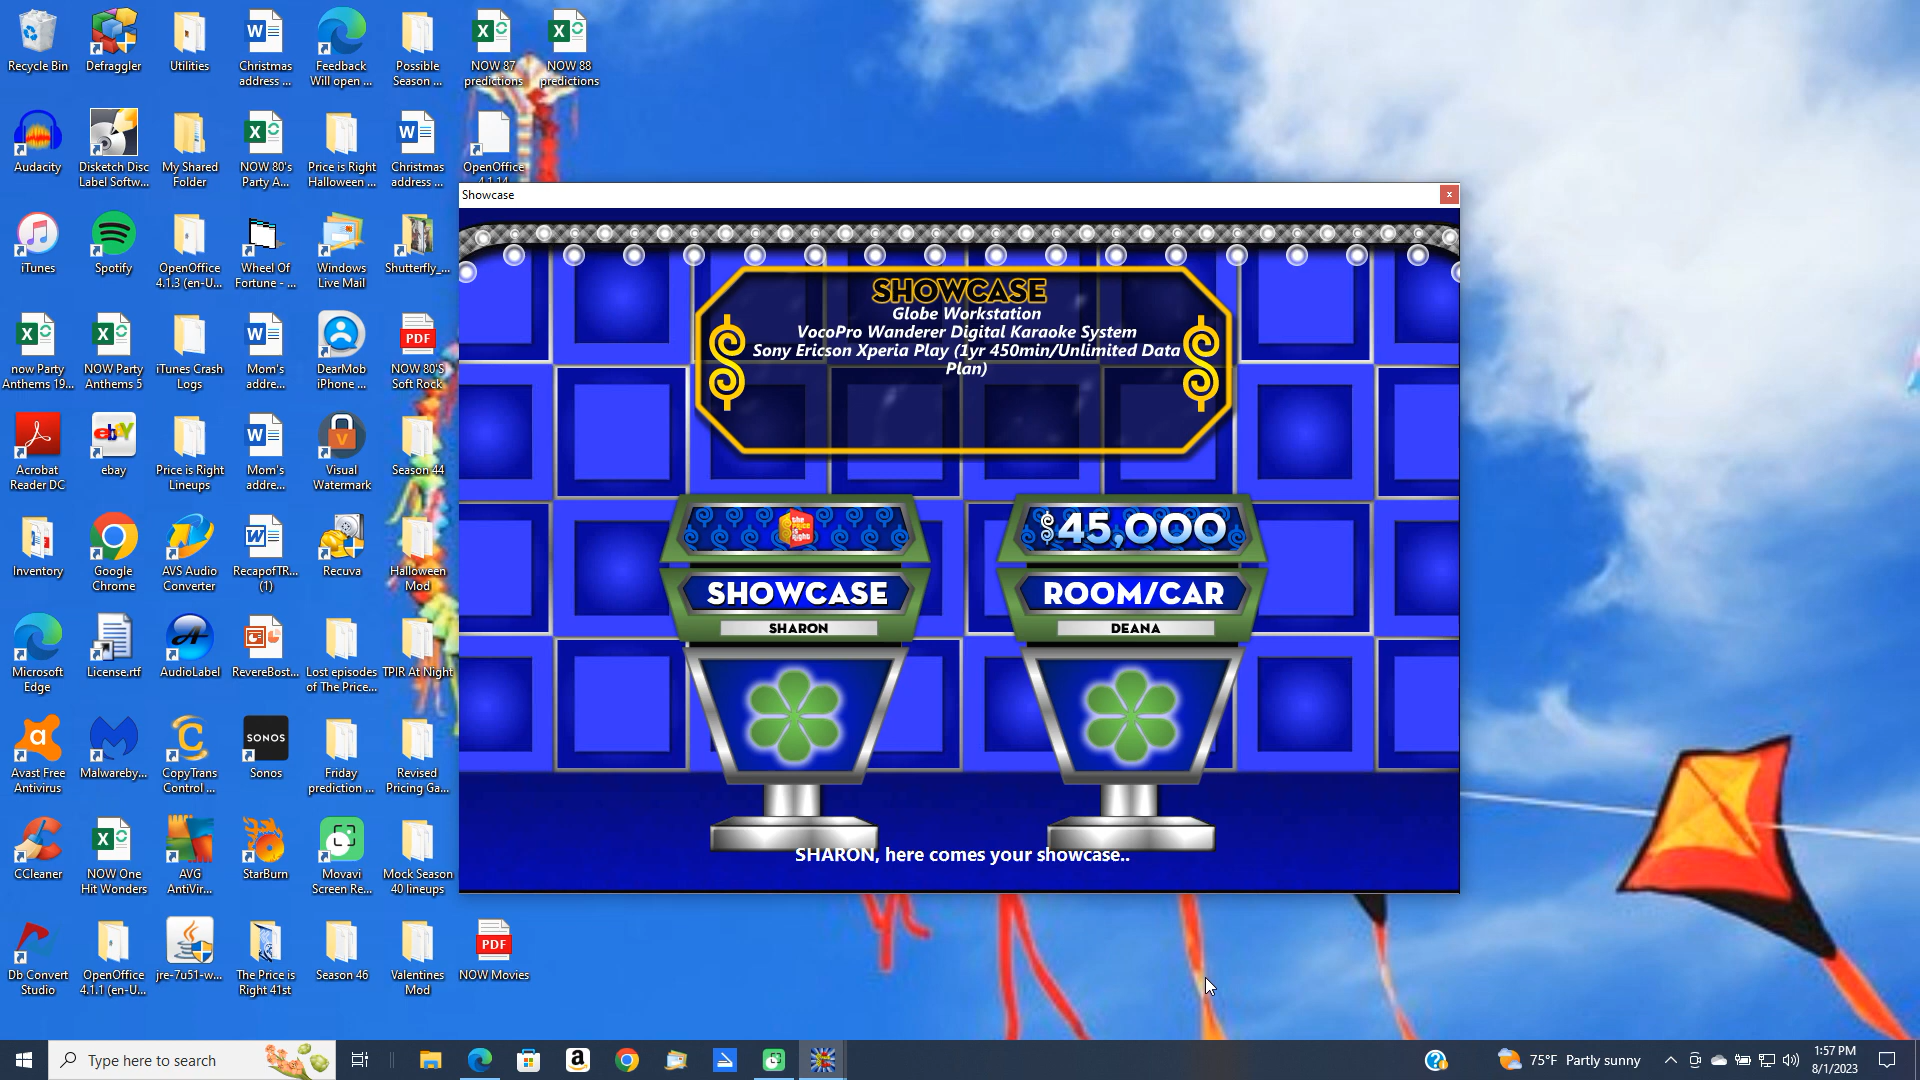 Recycle Bin
Defraggler
Utilities
Christmas
address ...
Feedback
Will open ...
Possible
Season ...
NOW 87
predictions
NOW 88
predictions
Audacity
Disketch Disc
Label Softw...
My Shared
Folder
NOW 80's
Party A...
Price is Right
Halloween ...
Christmas
address ...
OpenOffice
4.1.14
iTunes
Spotify
OpenOffice
4.1.3 (en-U...
Wheel Of
Fortune - ...
Windows
Live Mail
Shutterfly_...
now Party
Anthems 19...
NOW Party
Anthems 5
iTunes Crash
Logs
Mom's
addre...
DearMob
iPhone ...
PDF
NOW 80'S
Soft Rock
Acrobat
Reader DC
ebay
ebay
Price is Right
Lineups
Mom's
addre...
Visual
Watermark
Season 44
Inventory
Google
Chrome
AVS Audio
Converter
RecapofTR...
(1)
Recuva
Halloween
Mod
Microsoft
Edge
License.rtf
AudioLabel
RevereBost...
Lost episodes
of The Price...
TPIR At Night
Avast Free
Antivirus
Malwareby...
CopyTrans
Control ...
SONOS
Sonos
Friday
prediction ...
Revised
Pricing Ga...
CCleaner
NOW One
Hit Wonders
AVG
AntiVir...
StarBurn
Movavi
Screen Re...
Mock Season
40 lineups
Db Convert
Studio
OpenOffice
4.1.1 (en-U...
jre-7u51-w...
The Price is
Right 41st
Season 46
Valentines
Mod
PDF
NOW Movies
Showcase
SHOWCASE
Globe Workstation
VocoPro Wanderer Digital Karaoke System
Sony Ericson Xperia Play (1yr 450min/Unlimited Data
Plan)
the PRICE is Right
$45,000
SHOWCASE
ROOM/CAR
SHARON
DEANA
SHARON, here comes your showcase..
Type here to search
75°F Partly sunny
1:57 PM
8/1/2023